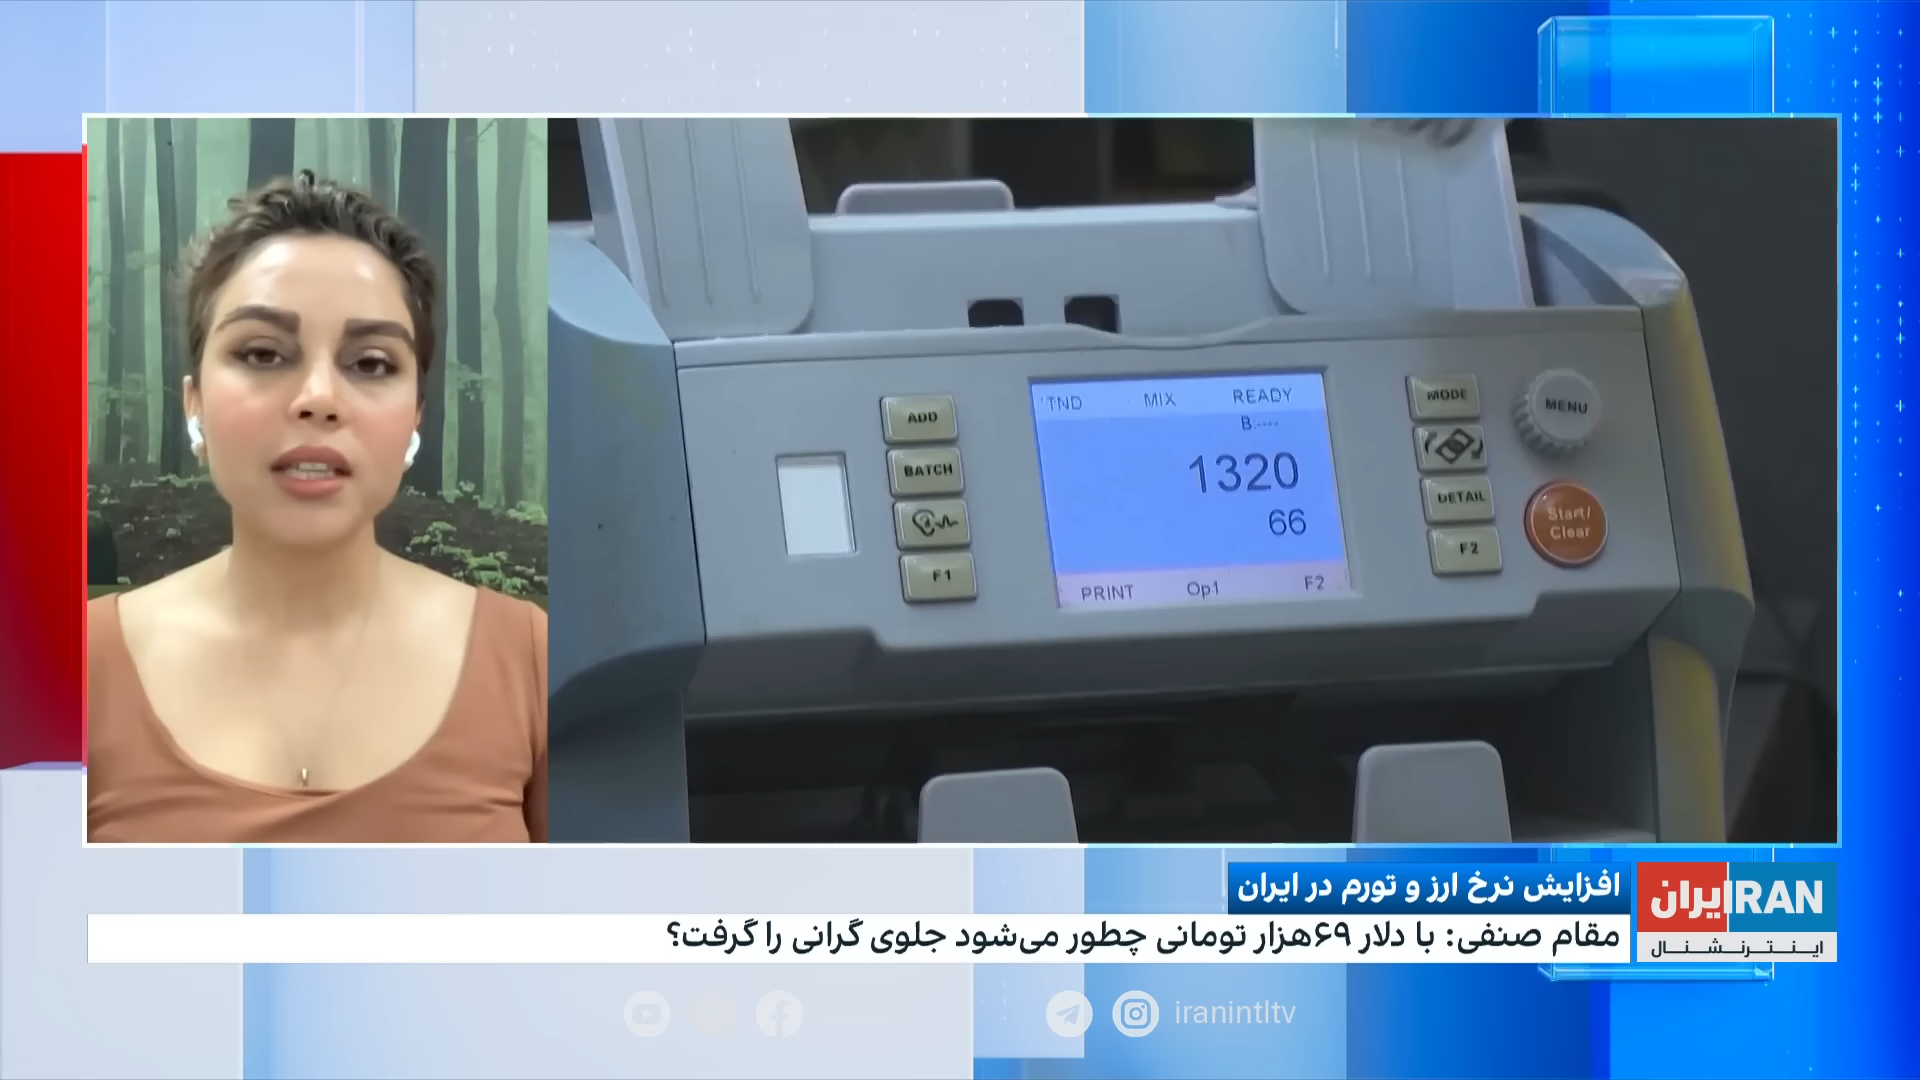 TND MIX READY
B:----
1320
66
PRINT Op1 F2
ADD
BATCH
F1
MODE
DETAIL
F2
MENU
Start/
Clear
افزایش نرخ ارز و تورم در ایران
مقام صنفی: با دلار ۶۹هزار تومانی چطور می‌شود جلوی گرانی را گرفت؟
ایران IRAN
اینترنشنال
iranintltv